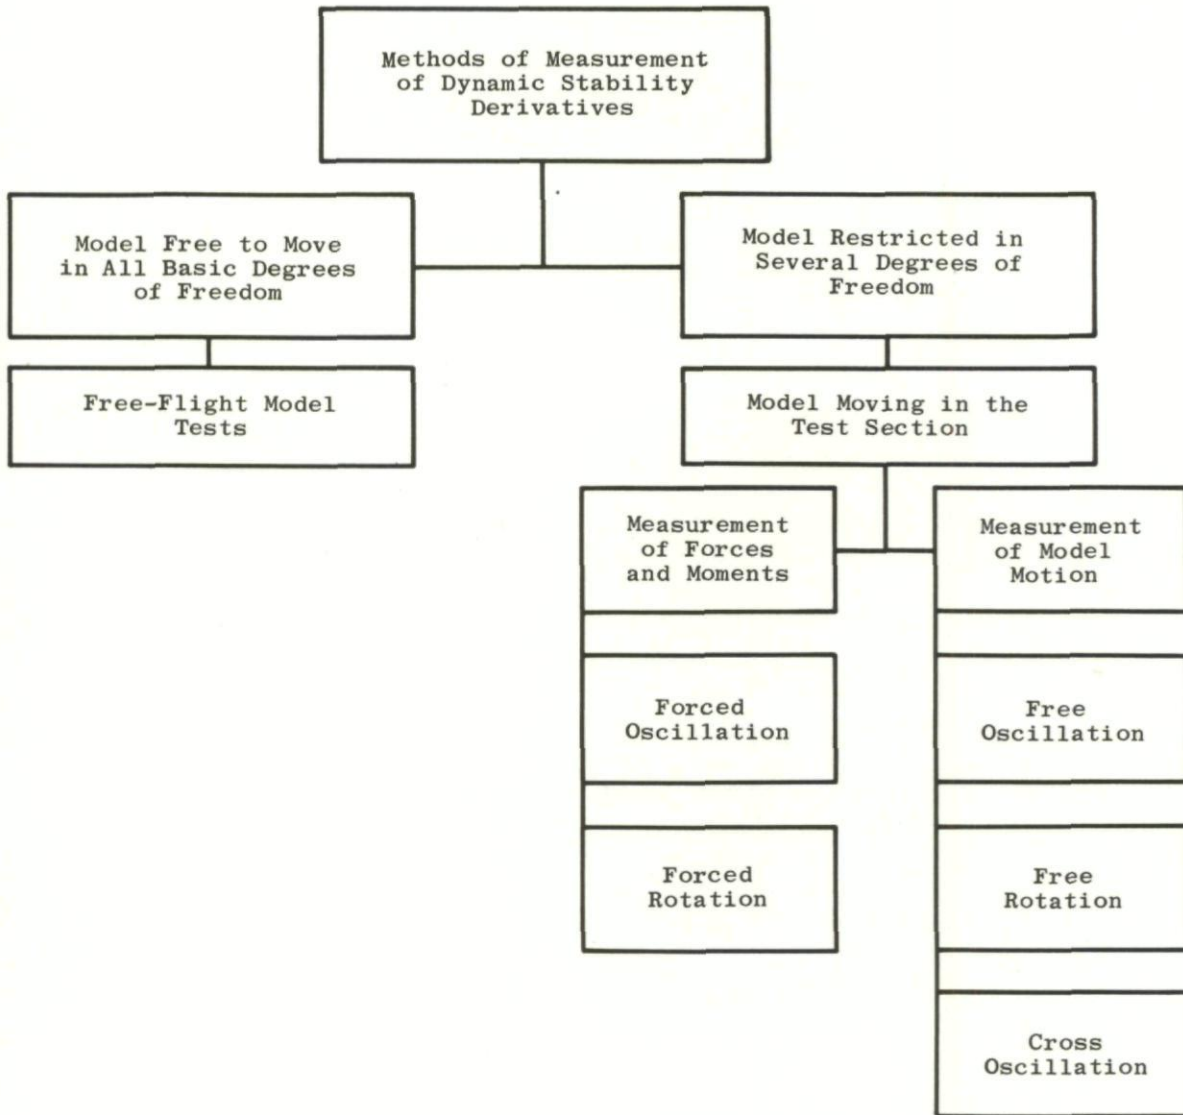 Methods of Measurement
of Dynamic Stability
Derivatives
Model Free to Move
in All Basic Degrees
of Freedom
Model Restricted in
Several Degrees of
Freedom
Free-Flight Model
Tests
Model Moving in the
Test Section
Measurement
of Forces
and Moments
Measurement
of Model
Motion
Forced
Oscillation
Free
Oscillation
Forced
Rotation
Free
Rotation
Cross
Oscillation